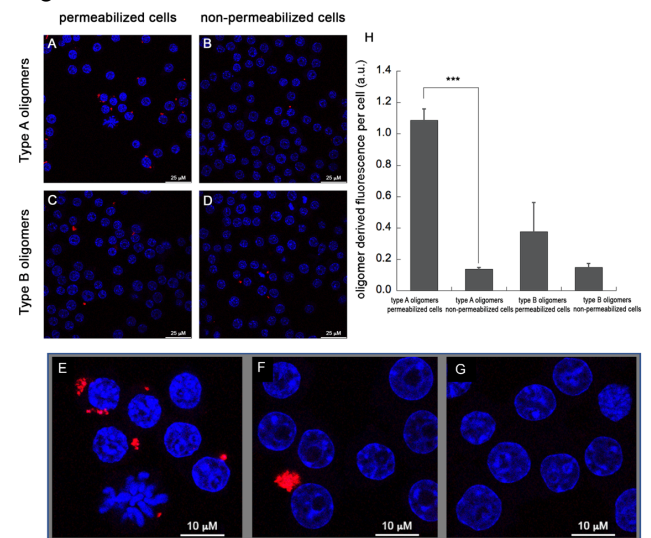 permeabilized cells
non-permeabilized cells
Type A oligomers
Type B oligomers
A
25 µM
B
25 µM
C
25 µM
D
25 µM
H
oligomer derived fluorescence per cell (a.u.)
1.4
1.2
1.0
0.8
0.6
0.4
0.2
0.0
***
type A oligomers
permeabilized cells
type A oligomers
non-permeabilized cells
type B oligomers
permeabilized cells
type B oligomers
non-permeabilized cells
E
10 µM
F
10 µM
G
10 µM